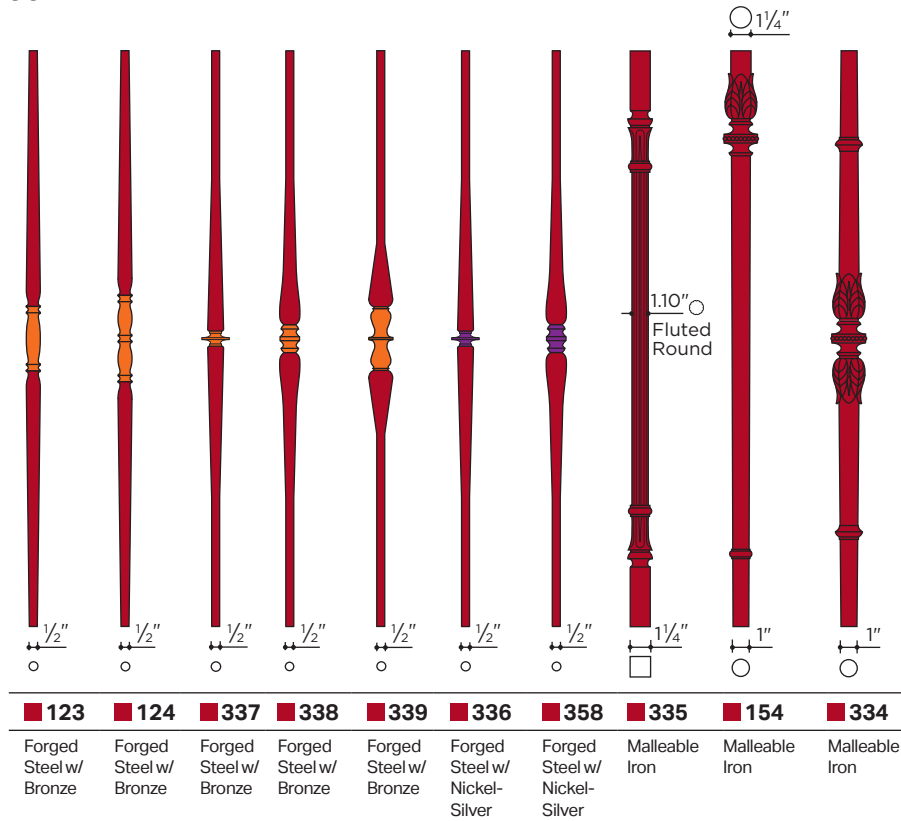 1¼"
1.10"
Fluted
Round
½" ½" ½" ½" ½" ½" ½" 1¼" 1" 1"
123 124 337 338 339 336 358 335 154 334
Forged Forged Forged Forged Forged Forged Forged Malleable Malleable Malleable
Steel w/ Steel w/ Steel w/ Steel w/ Steel w/ Steel w/ Steel w/ Iron Iron Iron
Bronze Bronze Bronze Bronze Bronze Nickel- Nickel-
Silver Silver